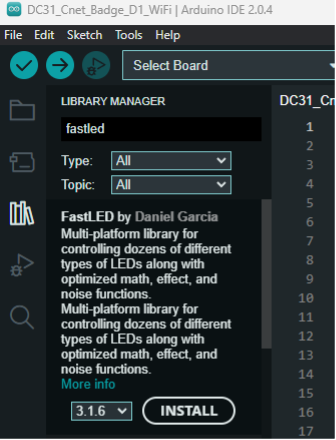 DC31_Cnet_Badge_D1_WiFi | Arduino IDE 2.0.4
File Edit Sketch Tools Help
Select Board
LIBRARY MANAGER
DC31_Cn
fastled
Type: All
Topic: All
FastLED by Daniel Garcia
Multi-platform library for
controlling dozens of different
types of LEDs along with
optimized math, effect, and
noise functions.
Multi-platform library for
controlling dozens of different
types of LEDs along with
optimized math, effect, and
noise functions.
More info
3.1.6 INSTALL
1
2
3
4
5
6
7
8
9
10
11
12
13
14
15
16
17